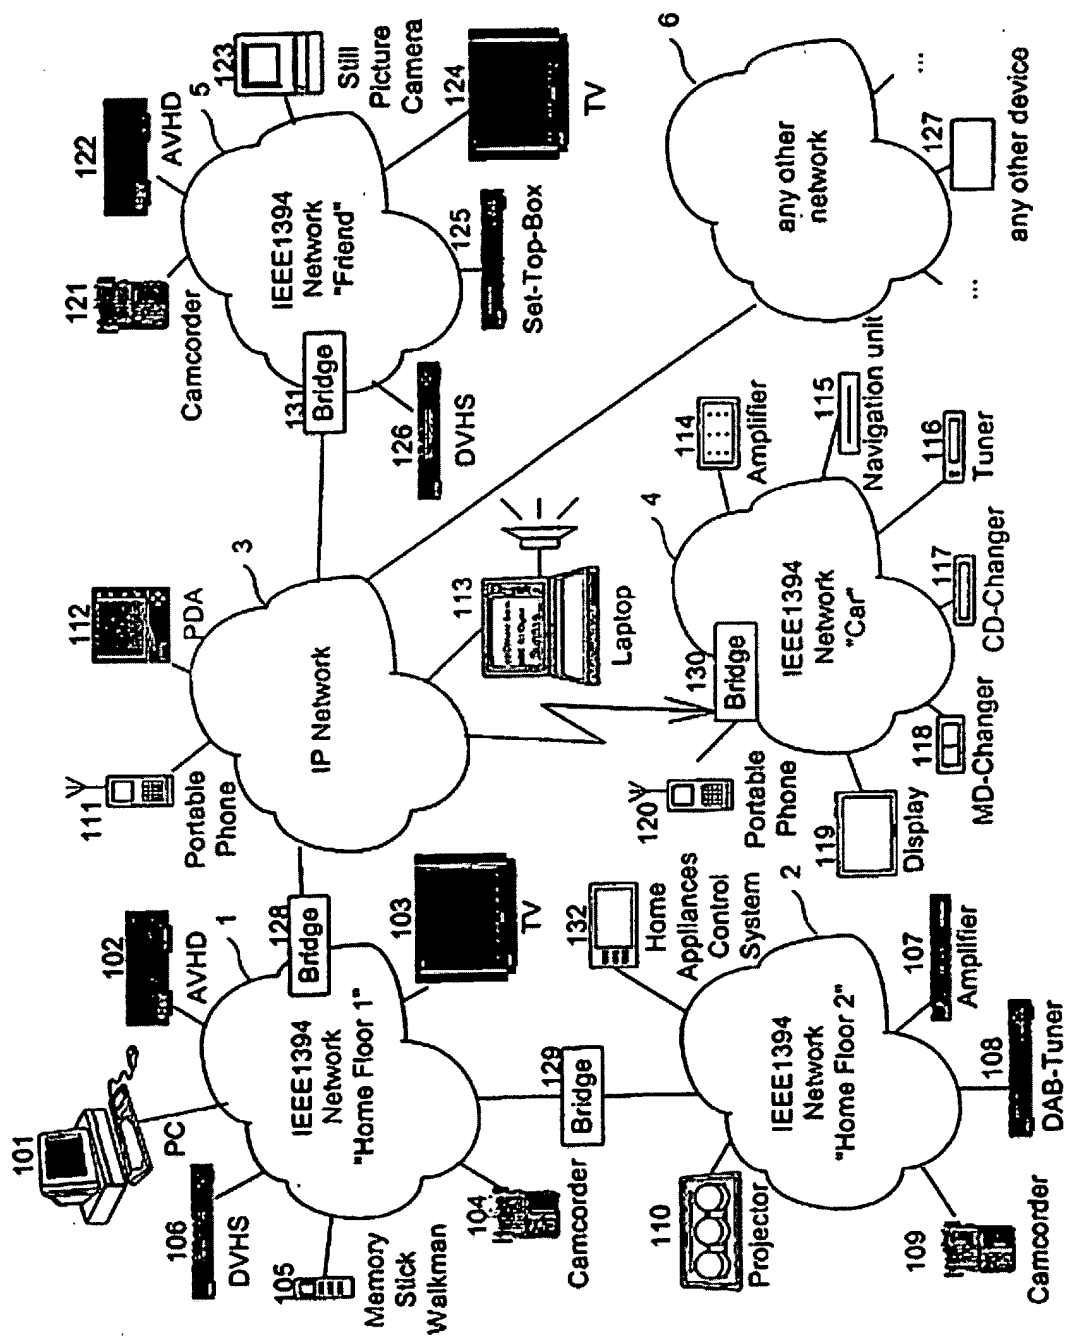 101
PC
102
AVHD
1
106
DVHS
105
Memory
Stick
Walkman
IEEE1394
Network
"Home Floor 1"
128
Bridge
103
TV
104
Camcorder
129
Bridge
111
Portable
Phone
112
PDA
3
IP Network
113
Laptop
121
Camcorder
122
AVHD
5
123
Still
Picture
Camera
124
TV
IEEE1394
Network
"Friend"
131
Bridge
125
Set-Top-Box
126
DVHS
110
Projector
132
Home
Appliances
Control
System
2
IEEE1394
Network
"Home Floor 2"
107
Amplifier
108
DAB-Tuner
109
Camcorder
120
Portable
Phone
130
Bridge
4
114
Amplifier
115
Navigation unit
116
Tuner
117
CD-Changer
118
MD-Changer
119
Display
IEEE1394
Network
"Car"
6
any other
network
...
127
any other device
...